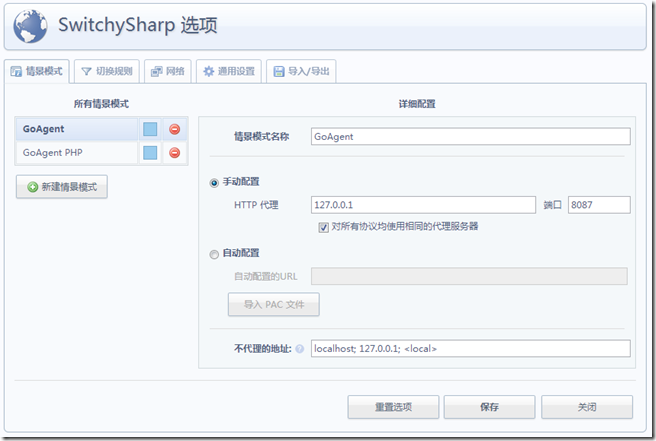 SwitchySharp 选项
情景模式 切换规则 网络 通用设置 导入/导出
所有情景模式
GoAgent
GoAgent PHP
新建情景模式
详细配置
情景模式名称 GoAgent
手动配置
HTTP 代理 127.0.0.1 端口 8087
对所有协议均使用相同的代理服务器
自动配置
自动配置的URL
导入 PAC 文件
不代理的地址: ? localhost; 127.0.0.1; <local>
重置选项 保存 关闭